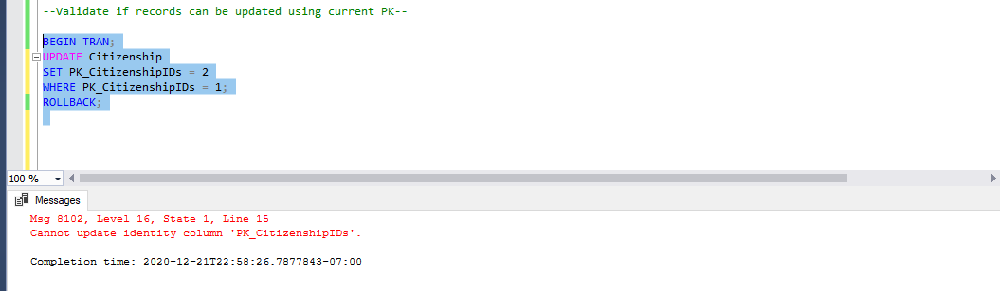 --Validate if records can be updated using current PK--
BEGIN TRAN;
UPDATE Citizenship
SET PK_CitizenshipIDs = 2
WHERE PK_CitizenshipIDs = 1;
ROLLBACK;
100 %
Messages
Msg 8102, Level 16, State 1, Line 15
Cannot update identity column 'PK_CitizenshipIDs'.
Completion time: 2020-12-21T22:58:26.7877843-07:00